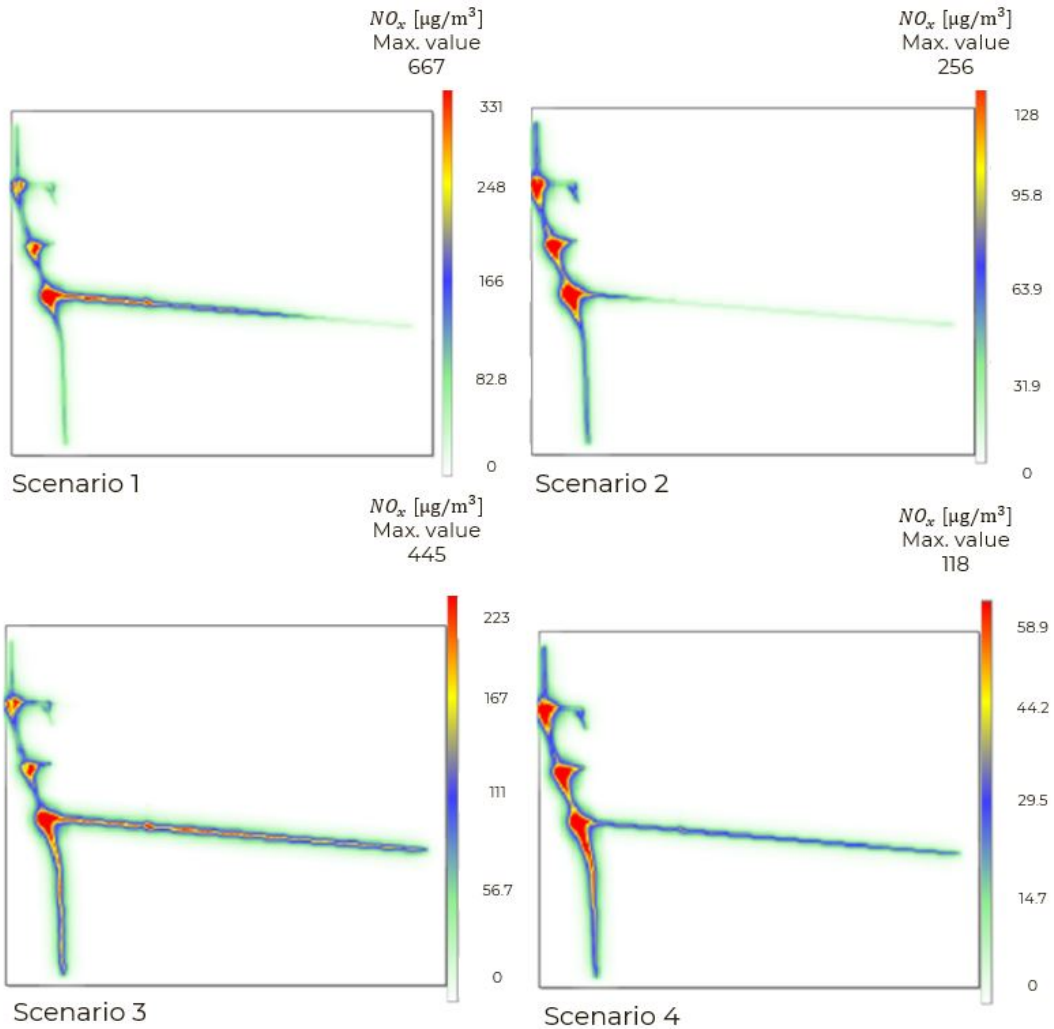 NOₓ [μg/m³]
Max. value
667
331
248
166
82.8
0
Scenario 1
NOₓ [μg/m³]
Max. value
256
128
95.8
63.9
31.9
0
Scenario 2
NOₓ [μg/m³]
Max. value
445
223
167
111
56.7
0
Scenario 3
NOₓ [μg/m³]
Max. value
118
58.9
44.2
29.5
14.7
0
Scenario 4